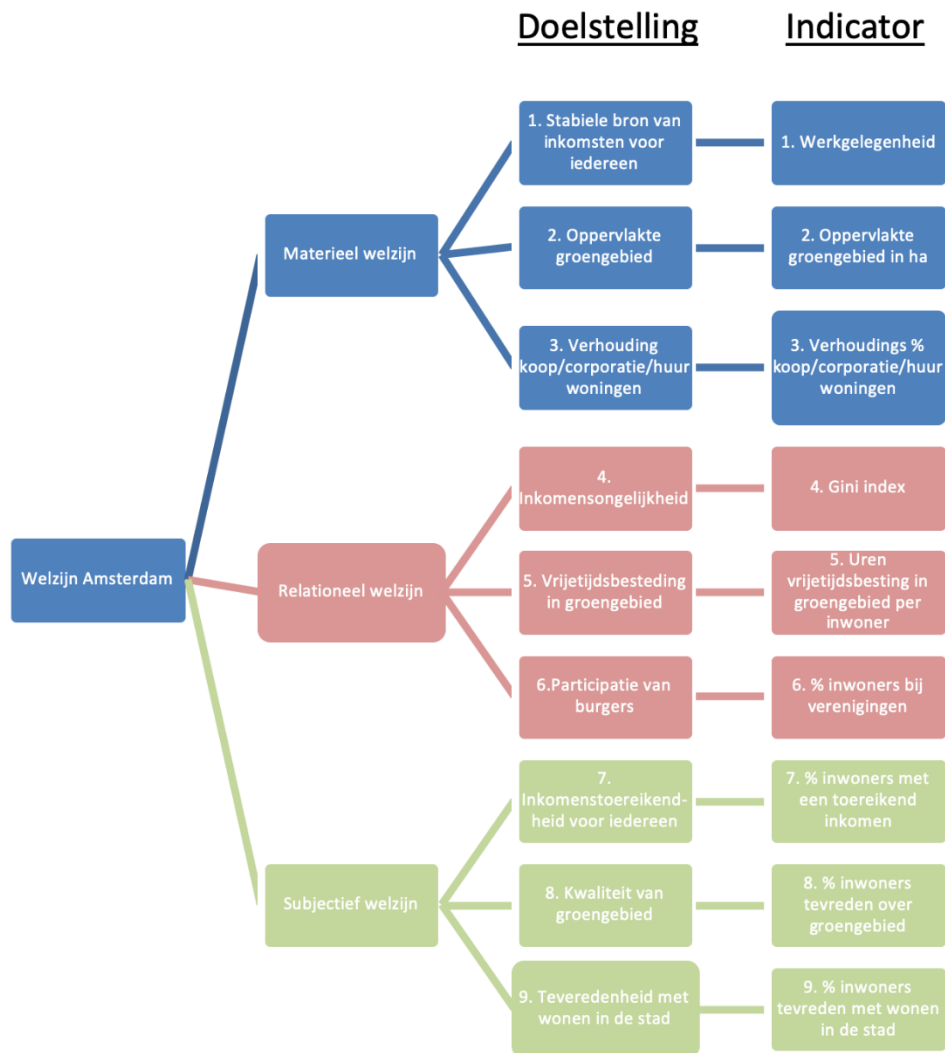 Doelstelling
Indicator
1. Stabiele bron van
inkomsten voor
iedereen
1. Werkgelegenheid
Materieel welzijn
2. Oppervlakte
groengebied
2. Oppervlakte
groengebied in ha
3. Verhouding
koop/corporatie/huur
woningen
3. Verhoudings %
koop/corporatie/huur
woningen
4.
Inkomensongelijkheid
4. Gini index
Welzijn Amsterdam
Relationeel welzijn
5. Vrijetijdsbesteding
in groengebied
5. Uren
vrijetijdsbesting in
groengebied per
inwoner
6.Participatie van
burgers
6. % inwoners bij
verenigingen
7.
Inkomenstoereikend-
heid voor iedereen
7. % inwoners met
een toereikend
inkomen
Subjectief welzijn
8. Kwaliteit van
groengebied
8. % inwoners
tevreden over
groengebied
9. Teveredenheid met
wonen in de stad
9. % inwoners
tevreden met wonen
in de stad